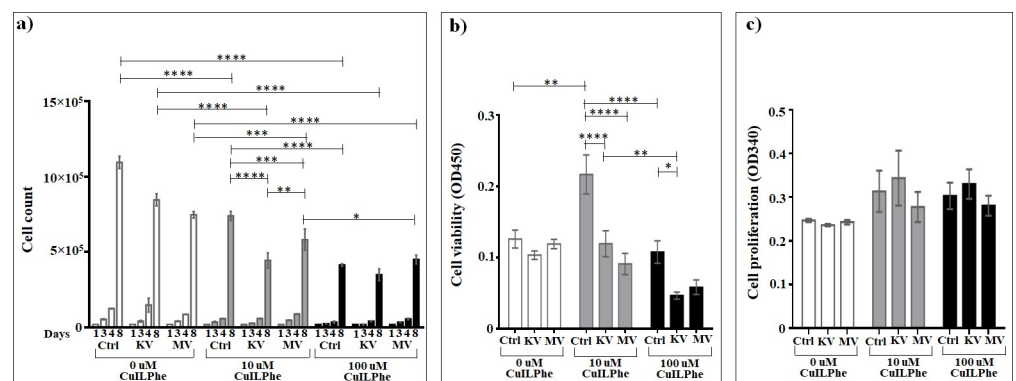 a)
****
****
****
****
****
***
****
***
****
**
*
15×10⁵
10×10⁵
5×10⁵
0
Cell count
Days 1 3 4 8 1 3 4 8 1 3 4 8 1 3 4 8 1 3 4 8 1 3 4 8 1 3 4 8 1 3 4 8 1 3 4 8
Ctrl KV MV Ctrl KV MV Ctrl KV MV
0 uM 10 uM 100 uM
CuILPhe CuILPhe CuILPhe
b)
**
****
****
****
**
*
0.3
0.2
0.1
0
Cell viability (OD450)
Ctrl KV MV Ctrl KV MV Ctrl KV MV
0 uM 10 uM 100 uM
CuILPhe CuILPhe CuILPhe
c)
0.5
0.4
0.3
0.2
0.1
0
Cell proliferation (OD340)
Ctrl KV MV Ctrl KV MV Ctrl KV MV
0 uM 10 uM 100 uM
CuILPhe CuILPhe CuILPhe